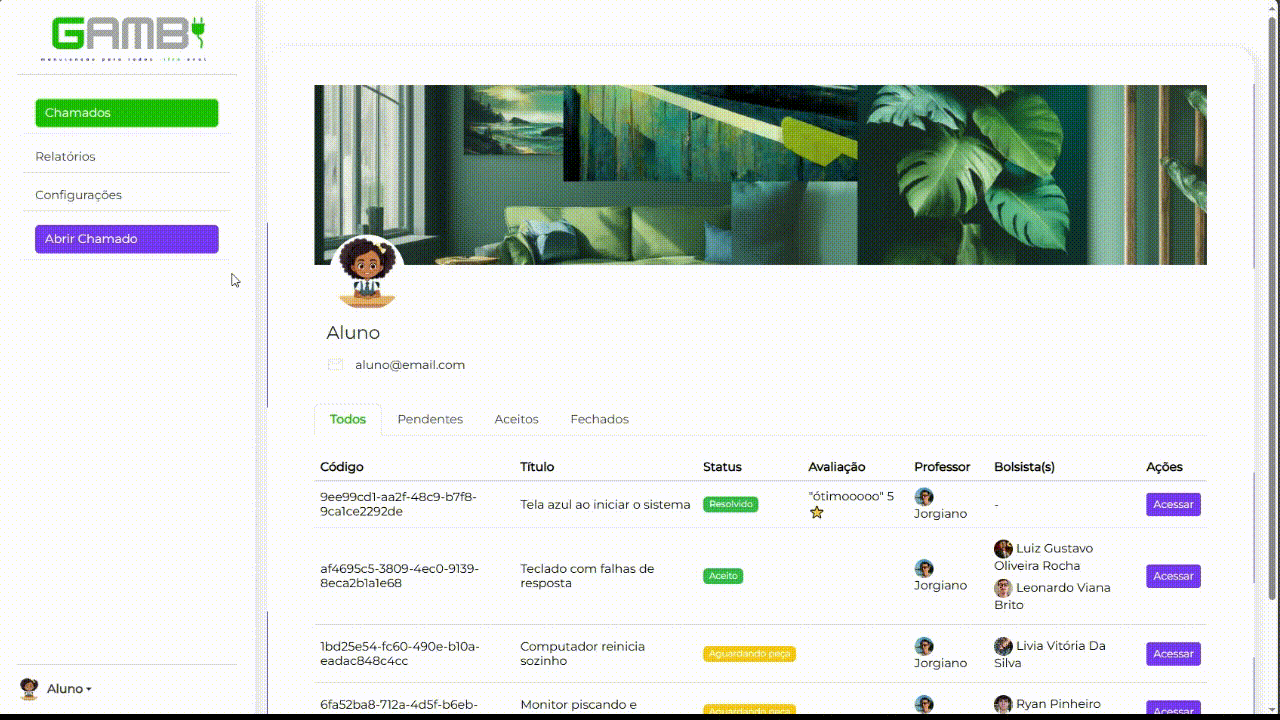 GAMBI
manutenção para todos
Chamados
Relatórios
Configurações
Abrir Chamado
Aluno
aluno@email.com
Todos Pendentes Aceitos Fechados
Código Título Status Avaliação Professor Bolsista(s) Ações
9ee99cd1-aa2f-48c9-b7f8-
9ca1ce2292de
Tela azul ao iniciar o sistema
Resolvido
"ótimooooo" 5
Jorgiano
-
Acessar
af4695c5-3809-4ec0-9139-
8eca2b1a1e68
Teclado com falhas de
resposta
Aceito
Jorgiano
Luiz Gustavo
Oliveira Rocha
Leonardo Viana
Brito
Acessar
1bd25e54-fc60-490e-b10a-
eadac848c4cc
Computador reinicia
sozinho
Aguardando peça
Jorgiano
Livia Vitória Da
Silva
Acessar
6fa52ba8-712a-4d5f-b6eb-
Monitor piscando e
Aguardando peça
Ryan Pinheiro
Acessar
Aluno